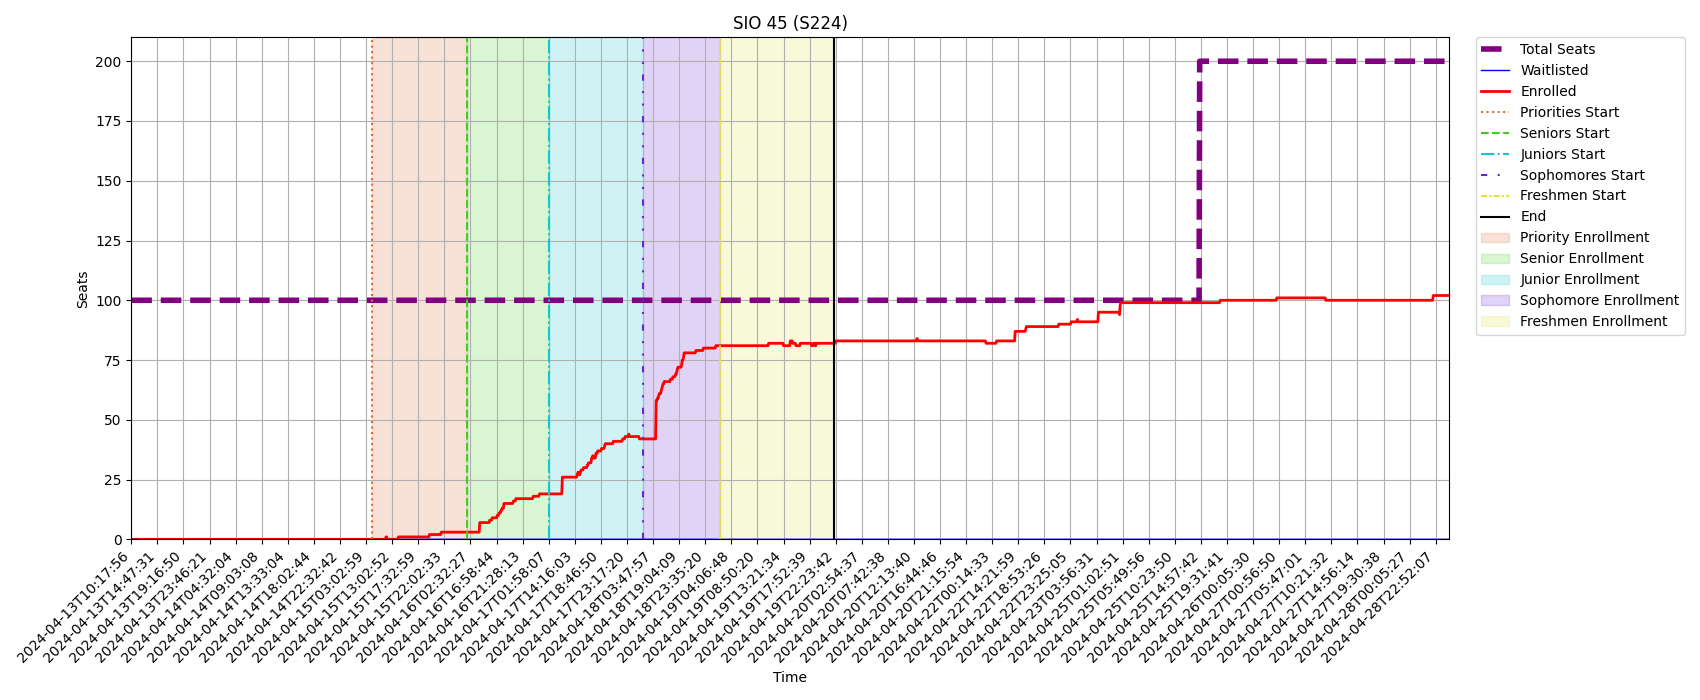 SIO 45 (S224)
Seats
200
175
150
125
100
75
50
25
0
2024-04-13T10:17:56
2024-04-13T14:47:31
2024-04-13T19:16:50
2024-04-13T23:46:21
2024-04-14T04:32:04
2024-04-14T09:03:08
2024-04-14T13:33:04
2024-04-14T18:02:44
2024-04-14T22:32:42
2024-04-15T03:02:59
2024-04-15T13:02:52
2024-04-15T17:32:59
2024-04-15T22:02:33
2024-04-16T02:32:27
2024-04-16T16:58:44
2024-04-16T21:28:13
2024-04-17T01:58:07
2024-04-17T14:16:03
2024-04-17T18:46:50
2024-04-17T23:17:20
2024-04-18T03:47:57
2024-04-18T19:04:09
2024-04-18T23:35:20
2024-04-19T04:06:48
2024-04-19T08:50:20
2024-04-19T13:21:34
2024-04-19T17:52:39
2024-04-19T22:23:42
2024-04-20T02:54:37
2024-04-20T07:42:38
2024-04-20T12:13:40
2024-04-20T16:44:46
2024-04-20T21:15:54
2024-04-22T00:14:33
2024-04-22T14:21:59
2024-04-22T18:53:26
2024-04-22T23:25:05
2024-04-23T03:56:31
2024-04-25T01:02:51
2024-04-25T05:49:56
2024-04-25T10:23:50
2024-04-25T14:57:42
2024-04-25T19:31:41
2024-04-26T00:05:30
2024-04-27T00:56:50
2024-04-27T05:47:01
2024-04-27T10:21:32
2024-04-27T14:56:14
2024-04-27T19:30:38
2024-04-28T00:05:27
2024-04-28T22:52:07
Time
Total Seats
Waitlisted
Enrolled
Priorities Start
Seniors Start
Juniors Start
Sophomores Start
Freshmen Start
End
Priority Enrollment
Senior Enrollment
Junior Enrollment
Sophomore Enrollment
Freshmen Enrollment